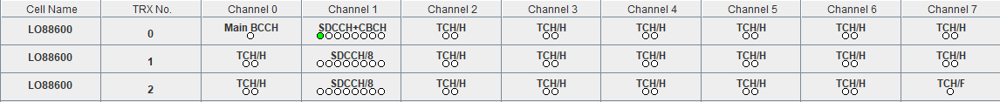 Cell Name TRX No. Channel 0 Channel 1 Channel 2 Channel 3 Channel 4 Channel 5 Channel 6 Channel 7
LO88600 0 Main BCCH SDCCH+CBCH TCH/H TCH/H TCH/H TCH/H TCH/H TCH/H
LO88600 1 TCH/H SDCCH/8 TCH/H TCH/H TCH/H TCH/H TCH/H TCH/H
LO88600 2 TCH/H SDCCH/8 TCH/H TCH/H TCH/H TCH/H TCH/H TCH/F